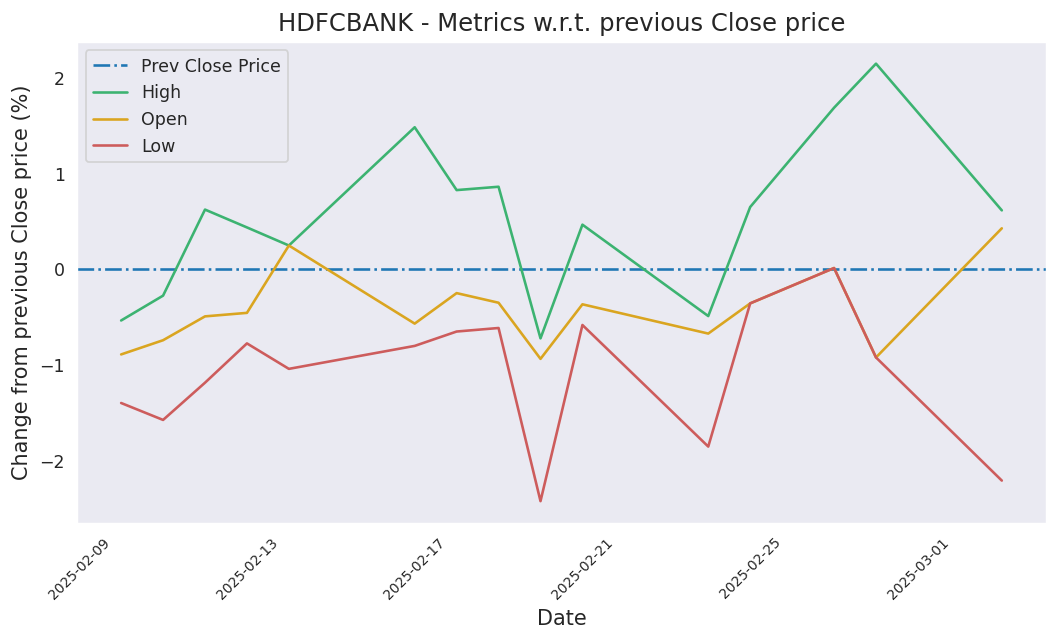 HDFCBANK - Metrics w.r.t. previous Close price
Change from previous Close price (%)
Prev Close Price
High
Open
Low
2
1
0
−1
−2
2025-02-09
2025-02-13
2025-02-17
2025-02-21
2025-02-25
2025-03-01
Date